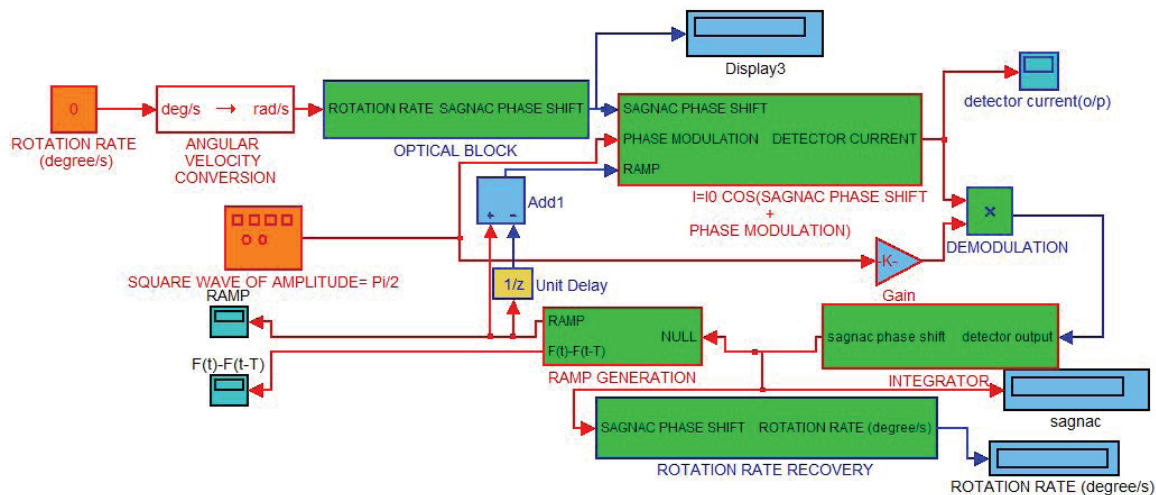 Display3
detector current(o/p)
0
ROTATION RATE
(degree/s)
deg/s → rad/s
ANGULAR
VELOCITY
CONVERSION
ROTATION RATE SAGNAC PHASE SHIFT
OPTICAL BLOCK
SAGNAC PHASE SHIFT
PHASE MODULATION DETECTOR CURRENT
RAMP
I=I0 COS(SAGNAC PHASE SHIFT
+
PHASE MODULATION)
+ -
Add1
×
DEMODULATION
SQUARE WAVE OF AMPLITUDE= PI/2
1/z
Unit Delay
-K-
Gain
RAMP
F(t)-F(t-T)
RAMP
NULL
F(t)-F(t-T)
RAMP GENERATION
sagnac phase shift detector output
INTEGRATOR
sagnac
SAGNAC PHASE SHIFT ROTATION RATE (degree/s)
ROTATION RATE RECOVERY
ROTATION RATE (degree/s)